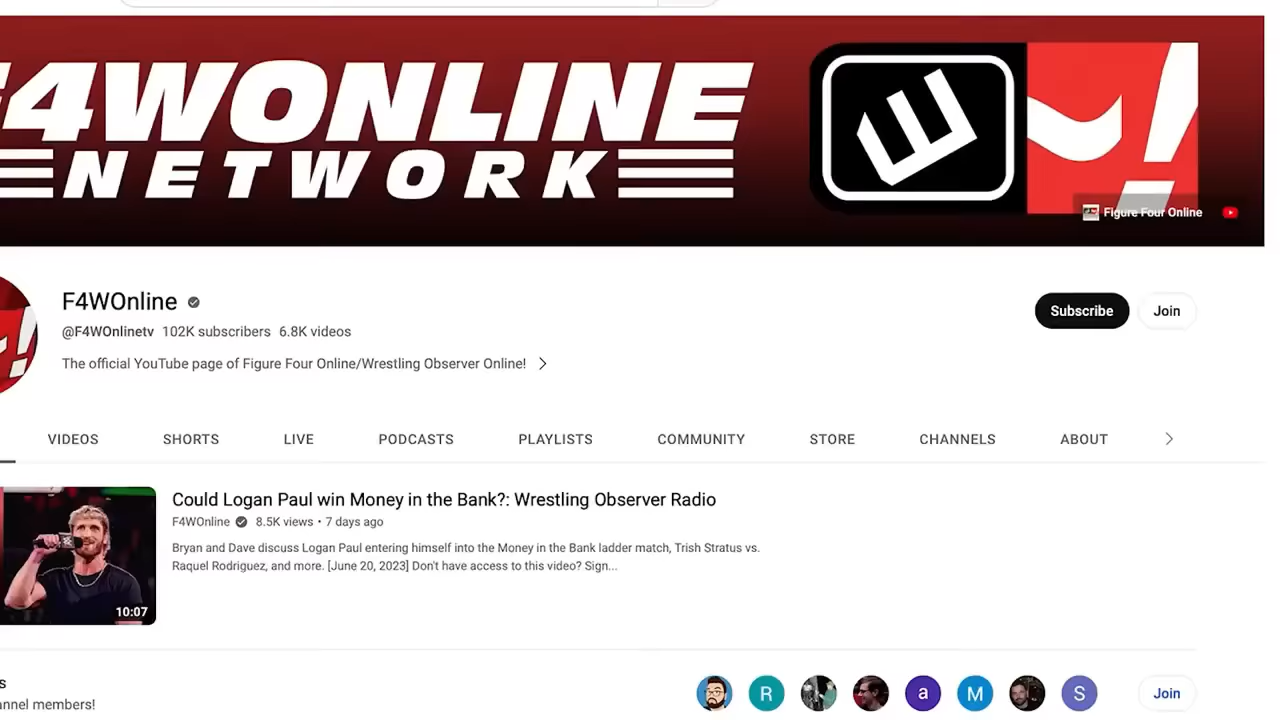 F4WONLINE
NETWORK
Figure Four Online
F4WOnline
@F4WOnlinetv 102K subscribers 6.8K videos
The official YouTube page of Figure Four Online/Wrestling Observer Online!
Subscribe
Join
VIDEOS SHORTS LIVE PODCASTS PLAYLISTS COMMUNITY STORE CHANNELS ABOUT
Could Logan Paul win Money in the Bank?: Wrestling Observer Radio
F4WOnline 8.5K views • 7 days ago
Bryan and Dave discuss Logan Paul entering himself into the Money in the Bank ladder match, Trish Stratus vs.
Raquel Rodriguez, and more. [June 20, 2023] Don't have access to this video? Sign...
10:07
R a M S
Join
members!